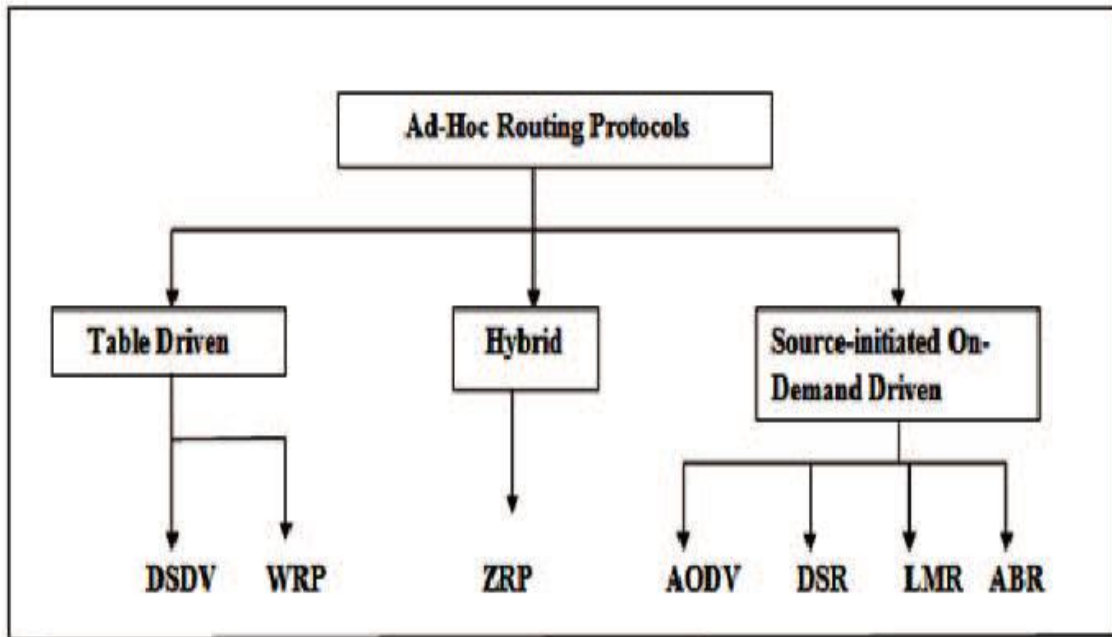 Ad-Hoc Routing Protocols
Table Driven
Hybrid
Source-initiated On-
Demand Driven
DSDV
WRP
ZRP
AODV
DSR
LMR
ABR